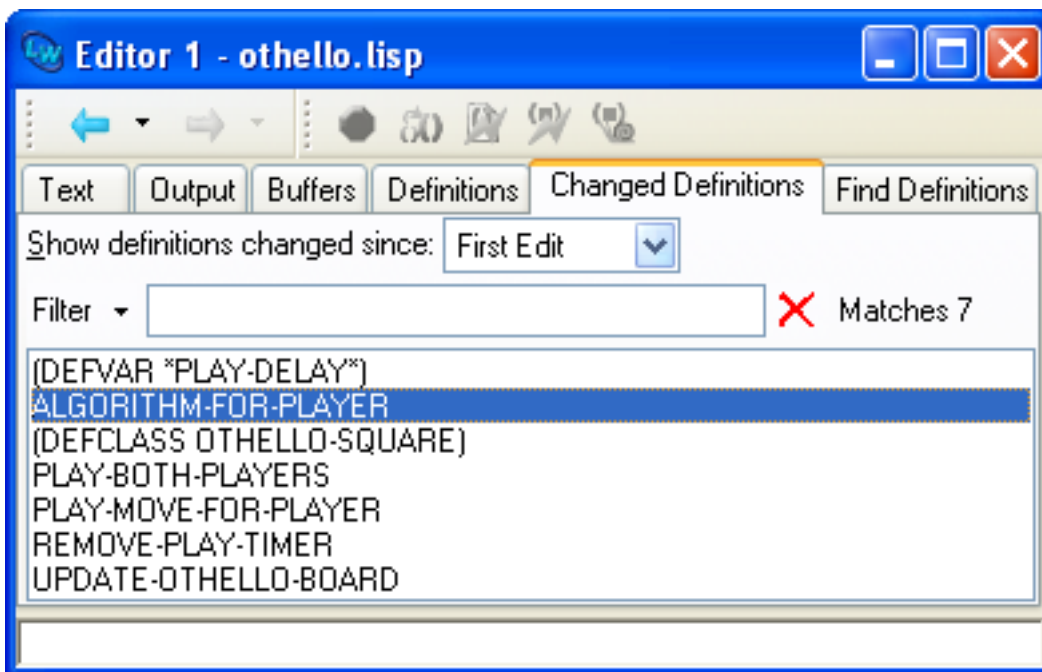 Editor 1 - othello.lisp
Text Output Buffers Definitions Changed Definitions Find Definitions
Show definitions changed since: First Edit
Filter Matches 7
(DEFVAR *PLAY-DELAY*)
ALGORITHM-FOR-PLAYER
(DEFCLASS OTHELLO-SQUARE)
PLAY-BOTH-PLAYERS
PLAY-MOVE-FOR-PLAYER
REMOVE-PLAY-TIMER
UPDATE-OTHELLO-BOARD